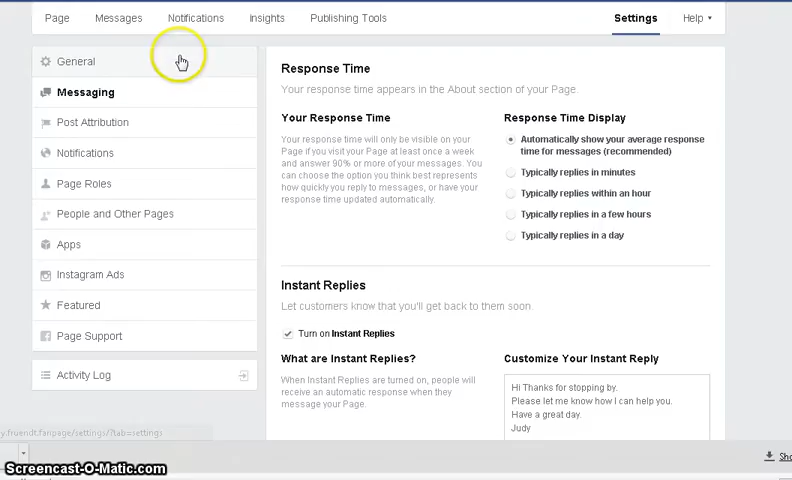 Page Messages Notifications Insights Publishing Tools Settings Help
General
Messaging
Post Attribution
Notifications
Page Roles
People and Other Pages
Apps
Instagram Ads
Featured
Page Support
Activity Log
Response Time
Your response time appears in the About section of your Page.
Your Response Time
Your response time will only be visible on your
Page if you visit your Page at least once a week
and answer 90% or more of your messages. You
can choose the option you think best represents
how quickly you reply to messages, or have your
response time updated automatically.
Response Time Display
Automatically show your average response
time for messages (recommended)
Typically replies in minutes
Typically replies within an hour
Typically replies in a few hours
Typically replies in a day
Instant Replies
Let customers know that you'll get back to them soon.
Turn on Instant Replies
What are Instant Replies?
When Instant Replies are turned on, people will
receive an automatic response when they
message your Page.
Customize Your Instant Reply
Hi Thanks for stopping by.
Please let me know how I can help you.
Have a great day.
Judy
y.fruendt.fanpage/settings/?tab=settings
Sho
Screencast-O-Matic.com